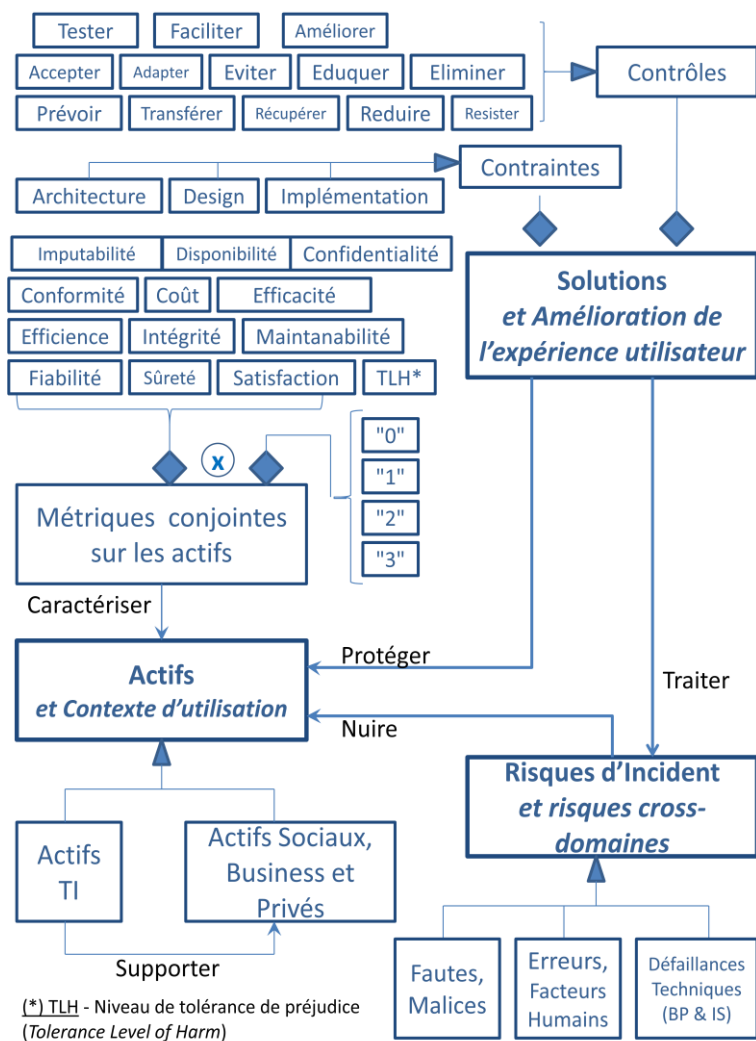 Tester Faciliter Améliorer
Accepter Adapter Eviter Eduquer Eliminer Contrôles
Prévoir Transférer Récupérer Reduire Resister
Contraintes
Architecture Design Implémentation
Imputabilité Disponibilité Confidentialité
Conformité Coût Efficacité
Efficience Intégrité Maintanabilité
Fiabilité Sûreté Satisfaction TLH*
Solutions
et Amélioration de
l'expérience utilisateur
"0"
x
"1"
"2"
"3"
Métriques conjointes
sur les actifs
Caractériser
Protéger
Traiter
Actifs
et Contexte d'utilisation
Nuire
Risques d'Incident
et risques cross-
domaines
Actifs
TI
Actifs Sociaux,
Business et
Privés
Supporter
Fautes,
Malices
Erreurs,
Facteurs
Humains
Défaillances
Techniques
(BP & IS)
(*) TLH - Niveau de tolérance de préjudice
(Tolerance Level of Harm)